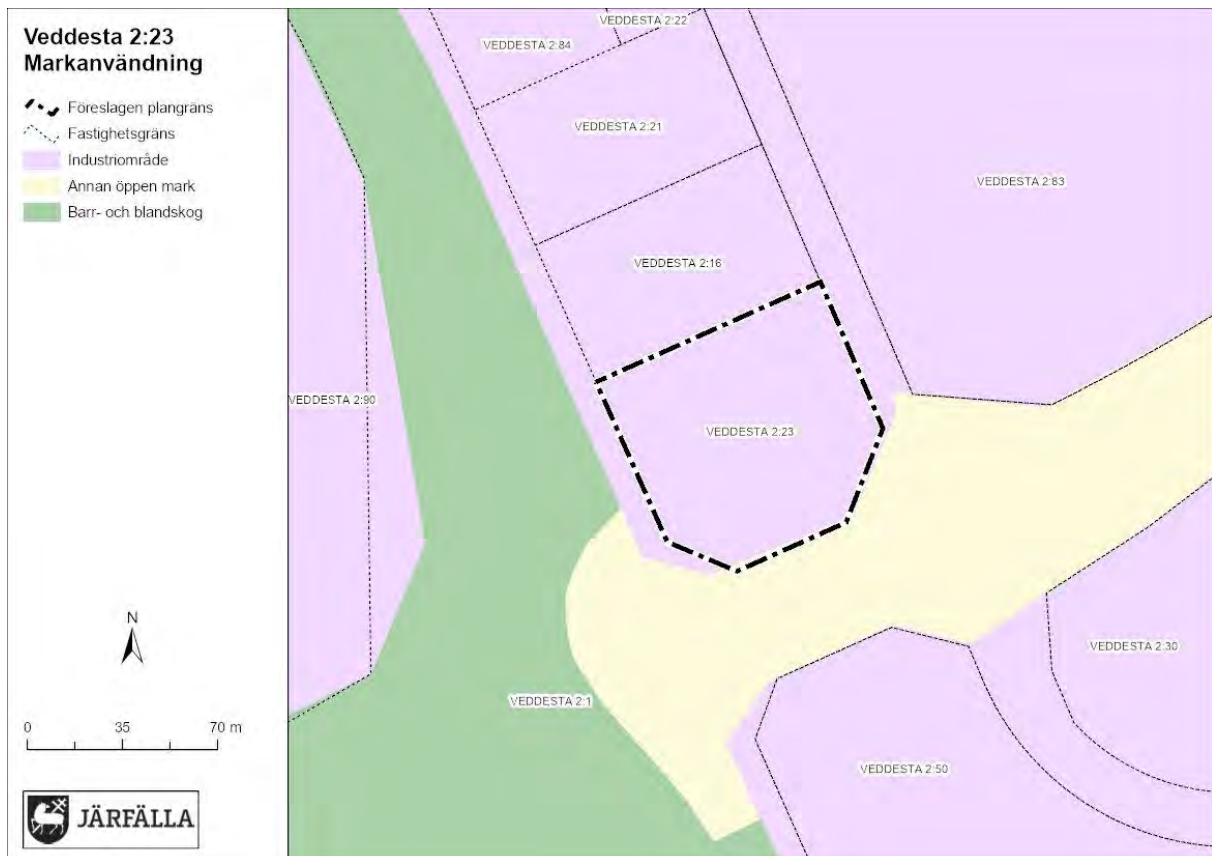 Veddesta 2:23
Markanvändning
Föreslagen plangräns
Fastighetsgräns
Industriområde
Annan öppen mark
Barr- och blandskog
N
0 35 70 m
JÄRFÄLLA
VEDDESTA 2:22
VEDDESTA 2:84
VEDDESTA 2:21
VEDDESTA 2:83
VEDDESTA 2:16
VEDDESTA 2:90
VEDDESTA 2:23
VEDDESTA 2:30
VEDDESTA 2:1
VEDDESTA 2:50